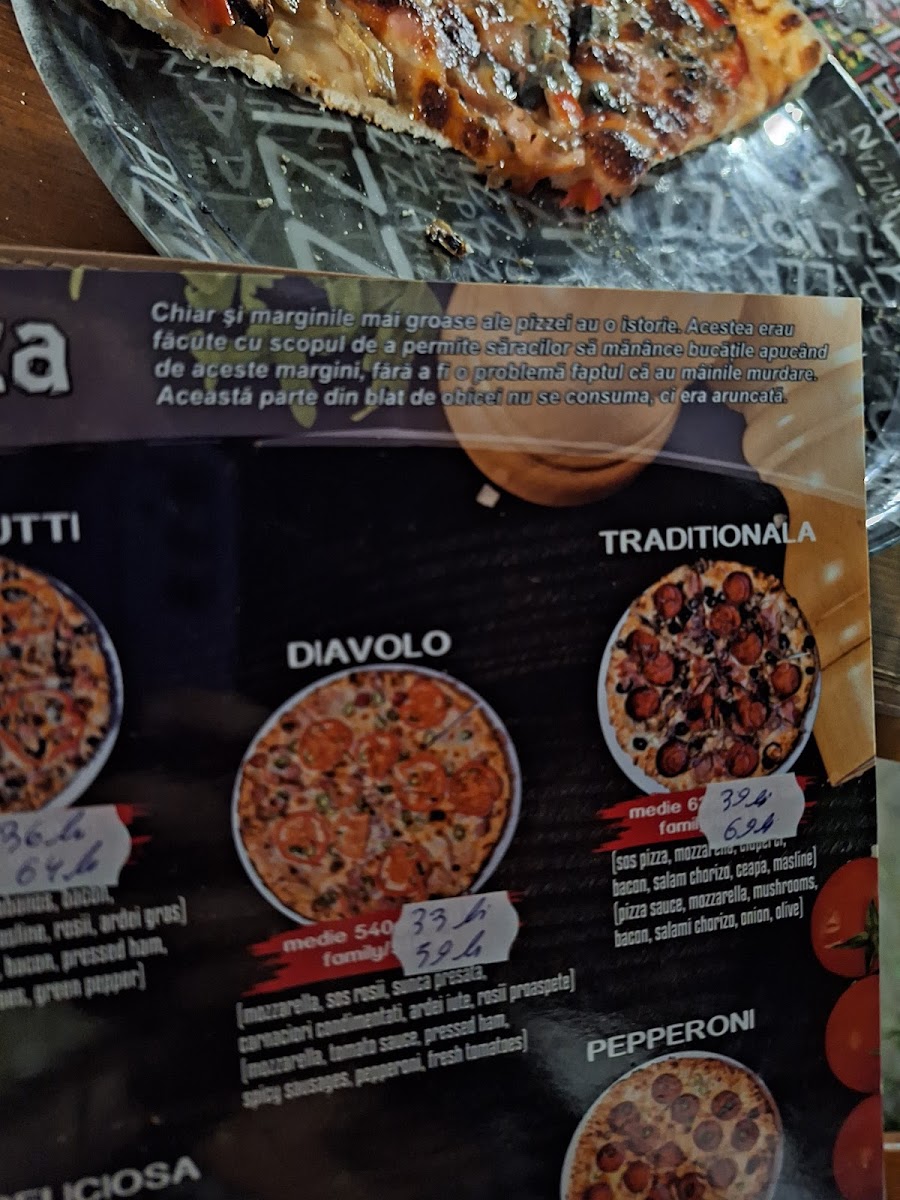 za
Chiar şi marginile mai groase ale pizzei au o istorie. Acestea erau
făcute cu scopul de a permite săracilor să mănânce bucățile apucând
de aceste margini, fără a fi o problemă faptul că au mâinile murdare.
Această parte din blat de obicei nu se consuma, ci era aruncată.
UTTI
36 lei
64 lei
bacon,
rosii, ardei gras)
bacon, pressed ham,
green pepper)
DIAVOLO
medie 540
family/
33 lei
59 lei
(mozzarella, sos rosii, sunca presata,
carnaciori condimentati, ardei iute, rosii proaspete)
(mozzarella, tomato sauce, pressed ham,
spicy sausages, pepperoni, fresh tomatoes)
TRADITIONALA
medie 6
famil
39 lei
69 lei
(sos pizza, mozzarella, ciuperci,
bacon, salam chorizo, ceapa, masline)
(pizza sauce, mozzarella, mushrooms,
bacon, salami chorizo, onion, olive)
PEPPERONI
ELICIOSA